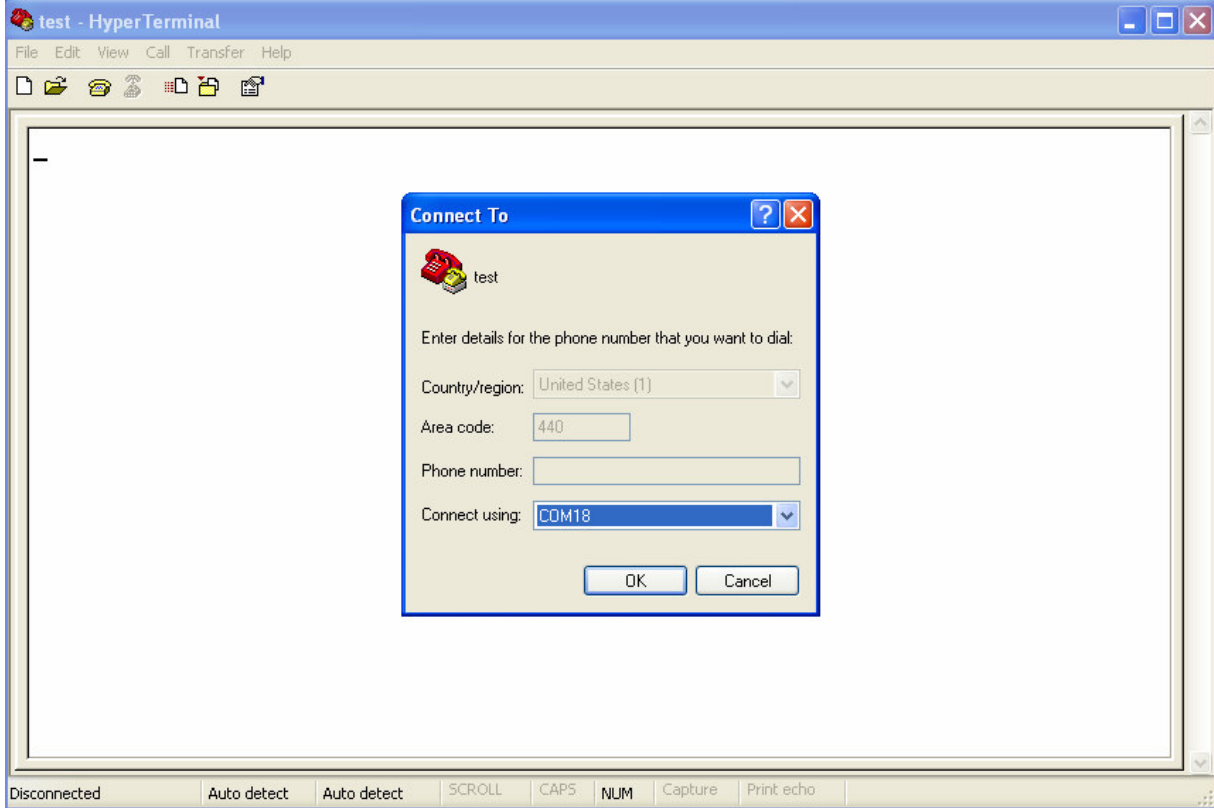 test - HyperTerminal
File Edit View Call Transfer Help
Connect To
test
Enter details for the phone number that you want to dial:
Country/region: United States (1)
Area code: 440
Phone number:
Connect using: COM18
OK Cancel
Disconnected Auto detect Auto detect SCROLL CAPS NUM Capture Print echo